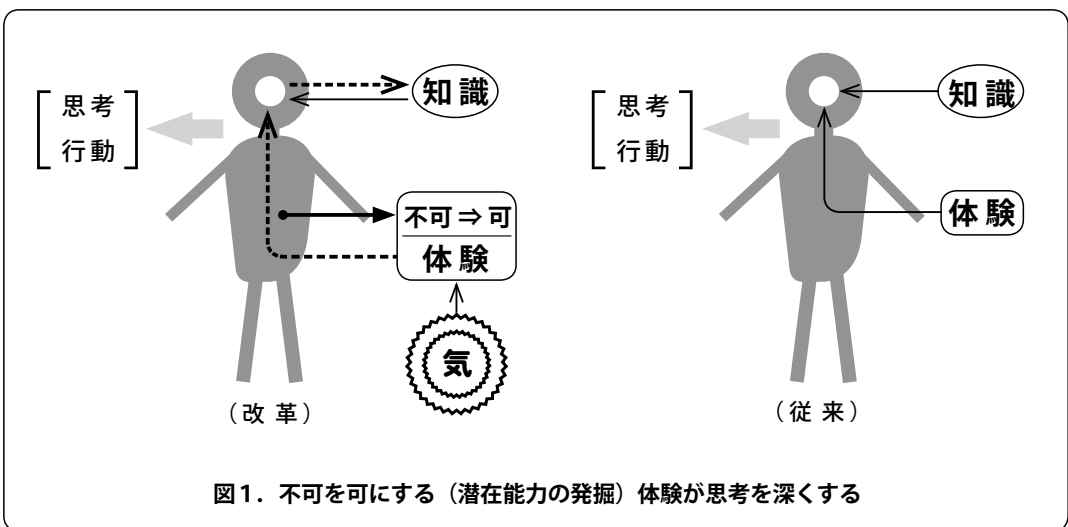 思考
行動
知識
不可⇒可
体験
気
（改革）
思考
行動
知識
体験
（従来）
図１．不可を可にする（潜在能力の発掘）体験が思考を深くする